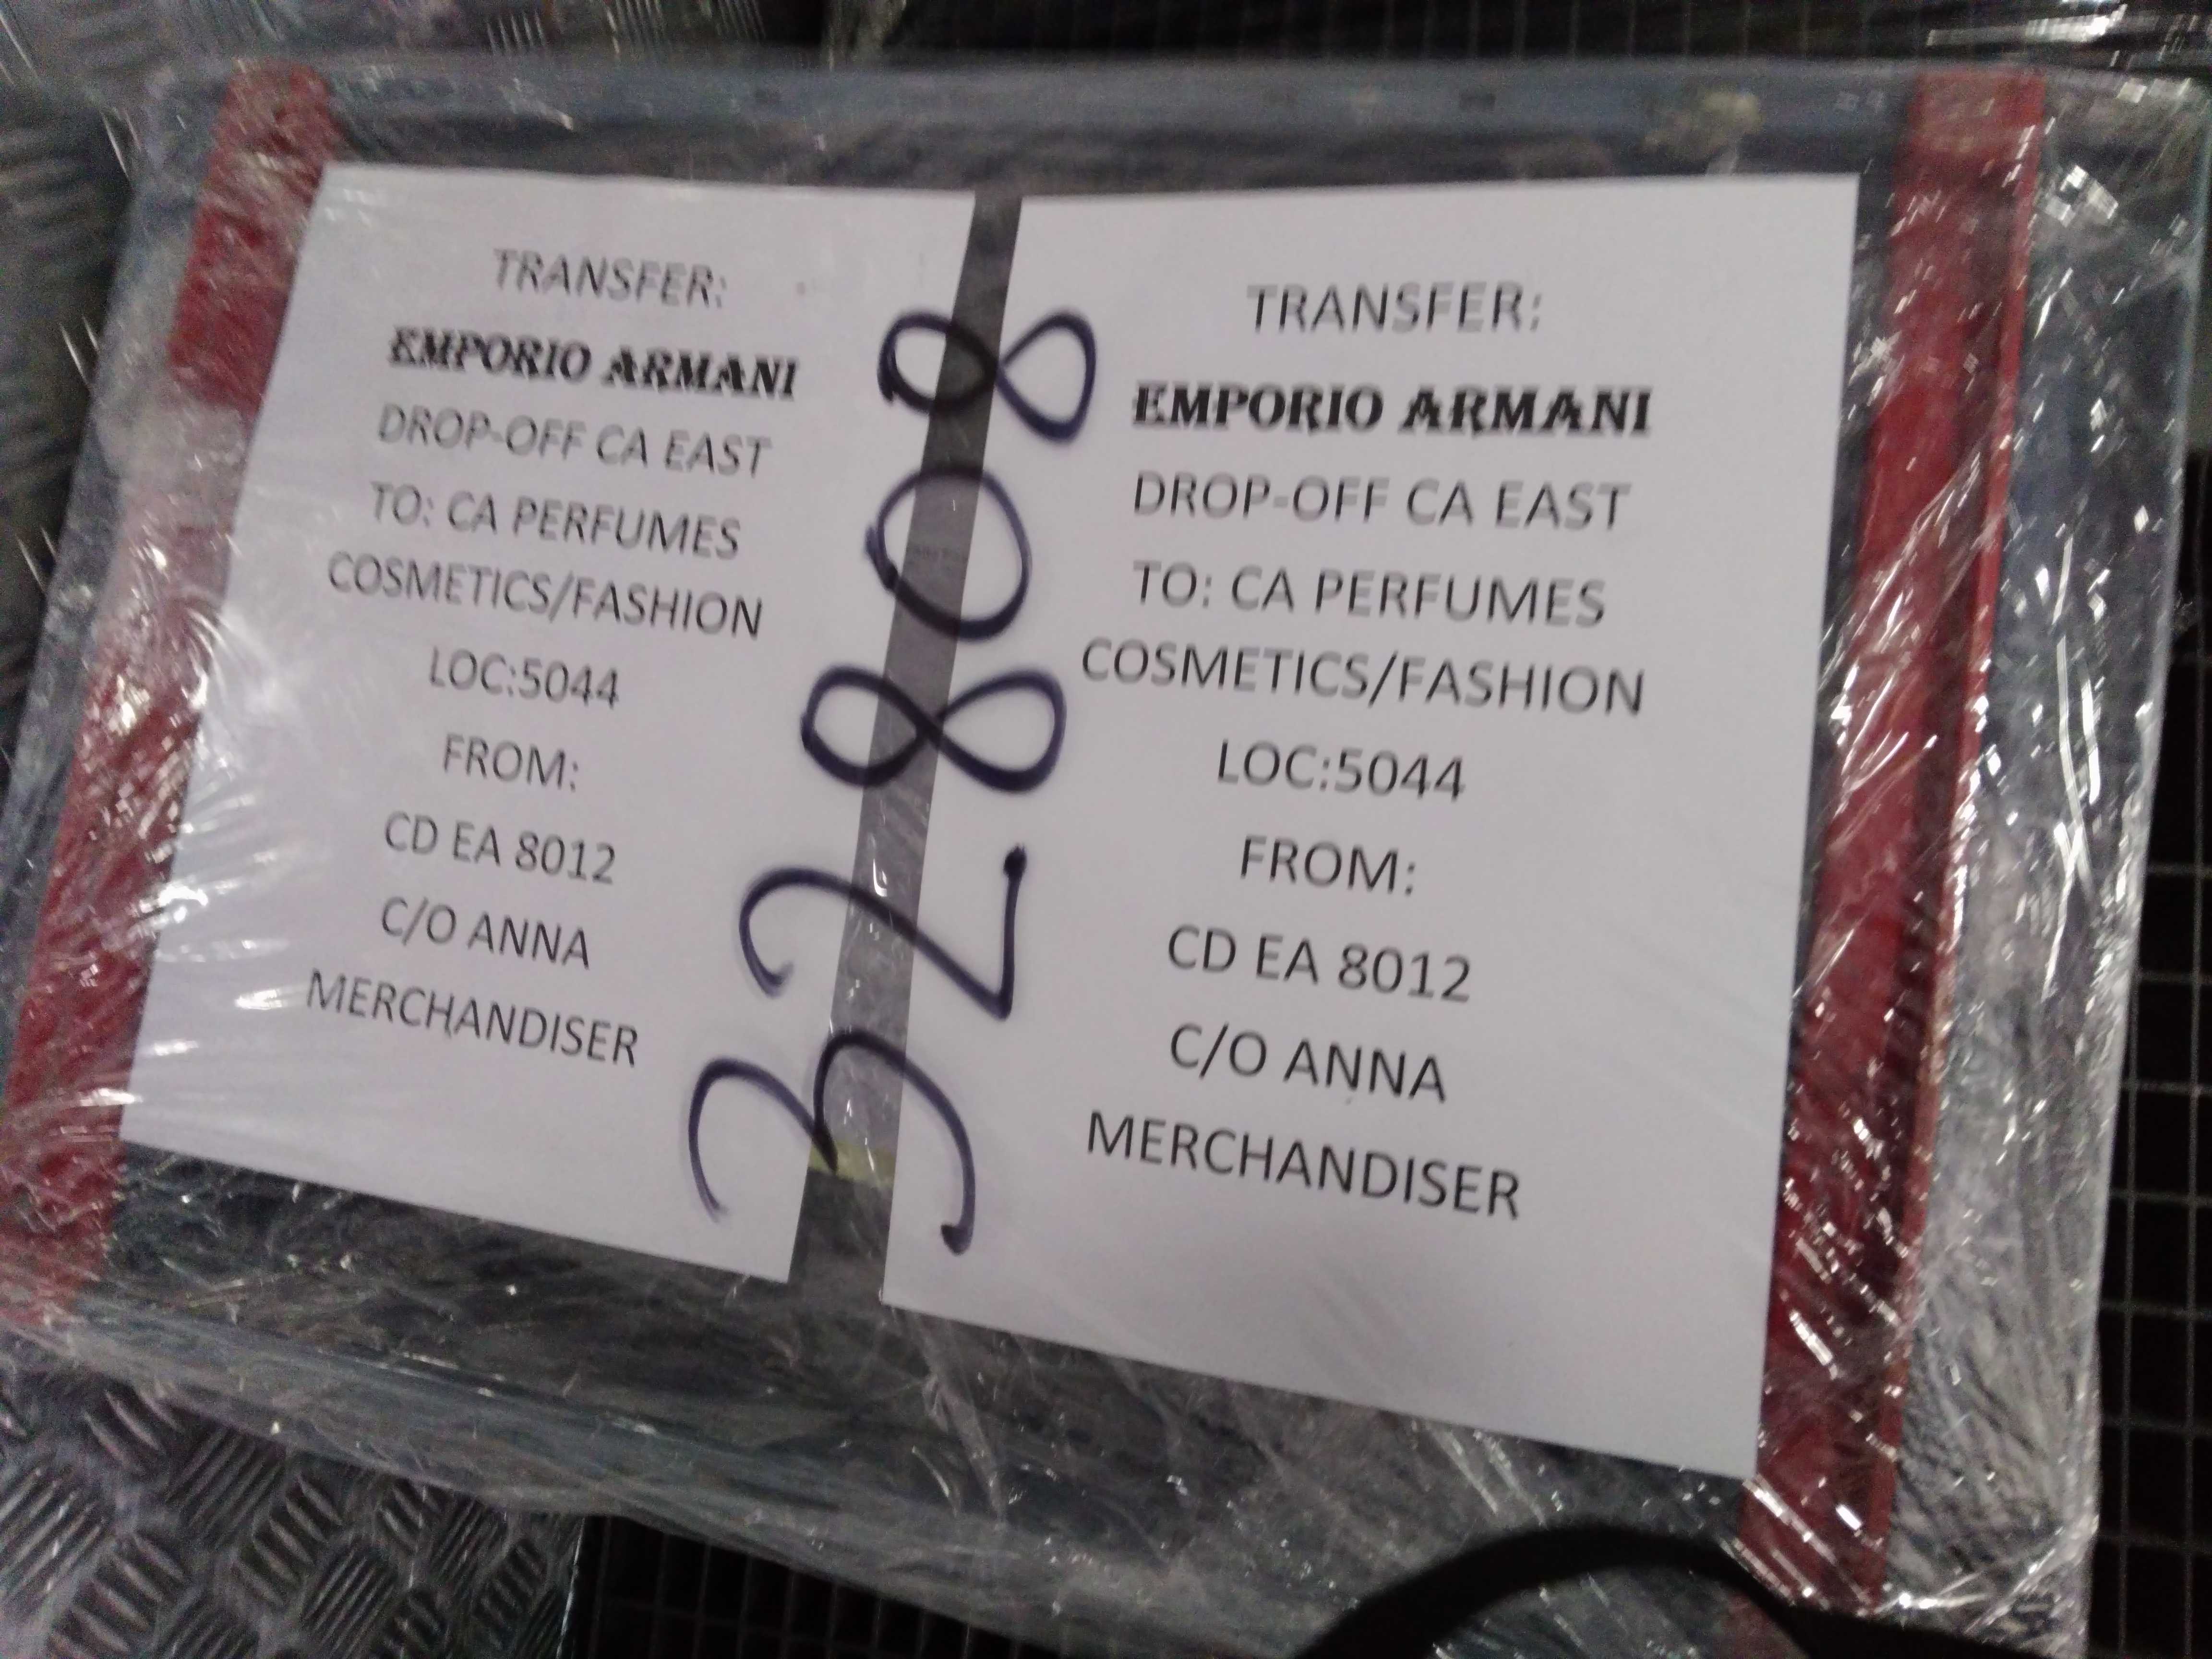 TRANSFER:
EMPORIO ARMANI
DROP-OFF CA EAST
TO: CA PERFUMES
COSMETICS/FASHION
LOC:5044
FROM:
CD EA 8012
C/O ANNA
MERCHANDISER
32808
TRANSFER:
EMPORIO ARMANI
DROP-OFF CA EAST
TO: CA PERFUMES
COSMETICS/FASHION
LOC:5044
FROM:
CD EA 8012
C/O ANNA
MERCHANDISER